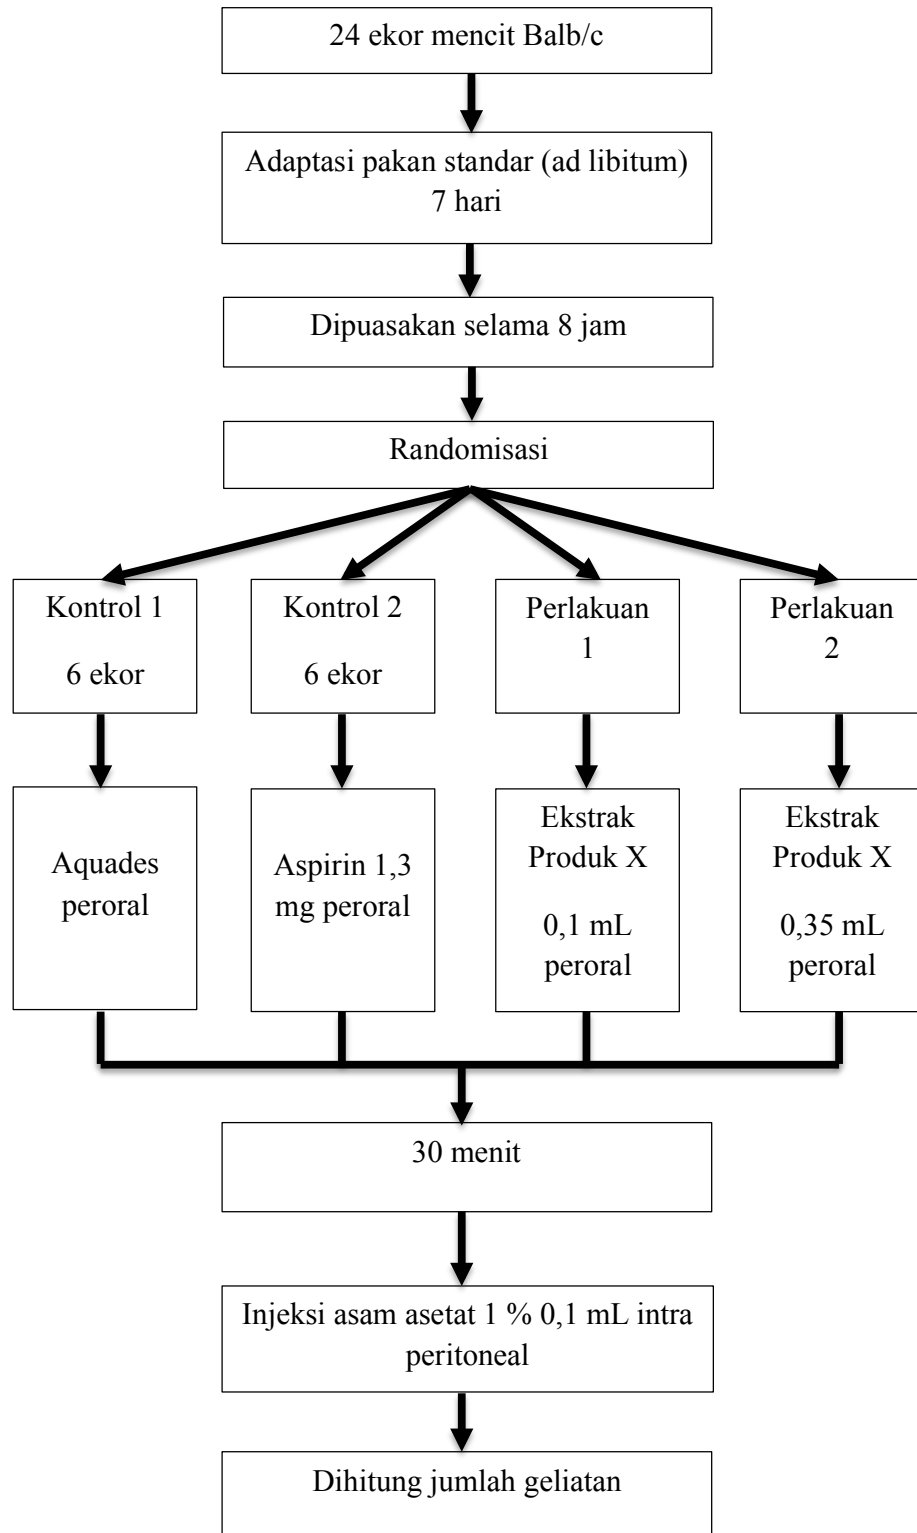 24 ekor mencit Balb/c
Adaptasi pakan standar (ad libitum)
7 hari
Dipuasakan selama 8 jam
Randomisasi
Kontrol 1
6 ekor
Kontrol 2
6 ekor
Perlakuan
1
Perlakuan
2
Aquades
peroral
Aspirin 1,3
mg peroral
Ekstrak
Produk X
0,1 mL
peroral
Ekstrak
Produk X
0,35 mL
peroral
30 menit
Injeksi asam asetat 1 % 0,1 mL intra
peritoneal
Dihitung jumlah geliatan